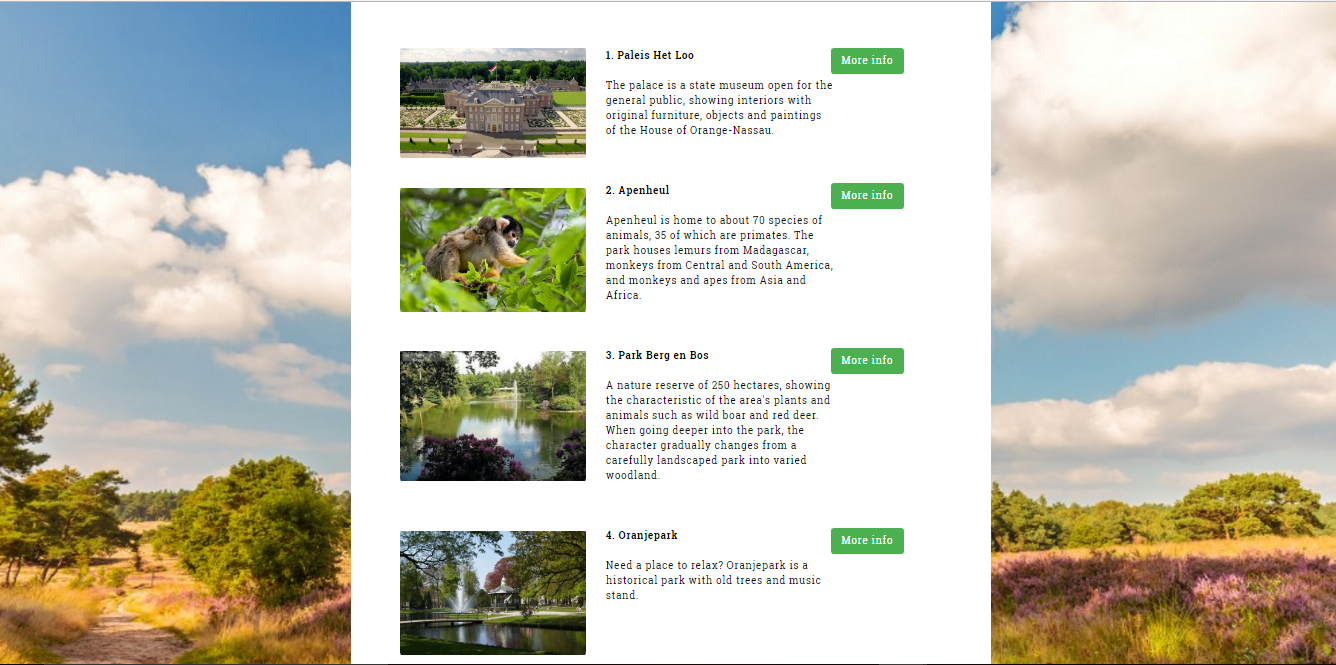 1. Paleis Het Loo
More info
The palace is a state museum open for the
general public, showing interiors with
original furniture, objects and paintings
of the House of Orange-Nassau.
2. Apenheul
More info
Apenheul is home to about 70 species of
animals, 35 of which are primates. The
park houses lemurs from Madagascar,
monkeys from Central and South America,
and monkeys and apes from Asia and
Africa.
3. Park Berg en Bos
More info
A nature reserve of 250 hectares, showing
the characteristic of the area's plants and
animals such as wild boar and red deer.
When going deeper into the park, the
character gradually changes from a
carefully landscaped park into varied
woodland.
4. Oranjepark
More info
Need a place to relax? Oranjepark is a
historical park with old trees and music
stand.